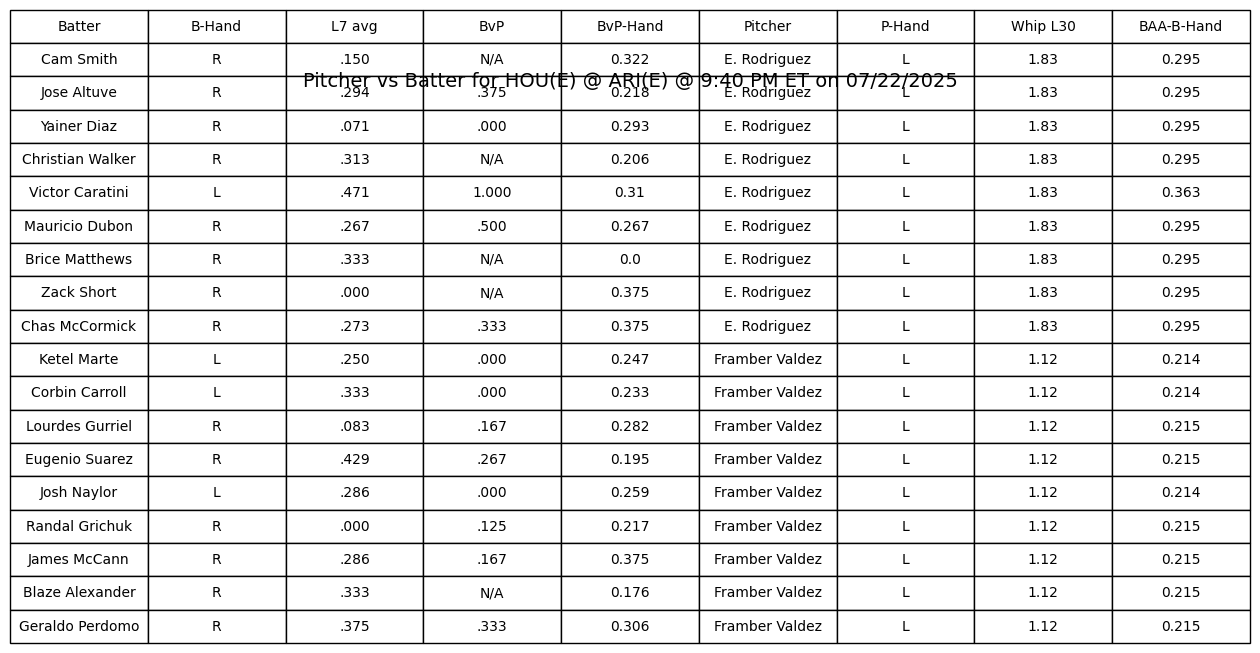 Batter B-Hand L7 avg BvP BvP-Hand Pitcher P-Hand Whip L30 BAA-B-Hand
Cam Smith R .150 N/A 0.322 E. Rodriguez L 1.83 0.295
Pitcher vs Batter for HOU(E) @ ARI(E) @ 9:40 PM ET on 07/22/2025
Jose Altuve R .294 .375 0.218 E. Rodriguez L 1.83 0.295
Yainer Diaz R .071 .000 0.293 E. Rodriguez L 1.83 0.295
Christian Walker R .313 N/A 0.206 E. Rodriguez L 1.83 0.295
Victor Caratini L .471 1.000 0.31 E. Rodriguez L 1.83 0.363
Mauricio Dubon R .267 .500 0.267 E. Rodriguez L 1.83 0.295
Brice Matthews R .333 N/A 0.0 E. Rodriguez L 1.83 0.295
Zack Short R .000 N/A 0.375 E. Rodriguez L 1.83 0.295
Chas McCormick R .273 .333 0.375 E. Rodriguez L 1.83 0.295
Ketel Marte L .250 .000 0.247 Framber Valdez L 1.12 0.214
Corbin Carroll L .333 .000 0.233 Framber Valdez L 1.12 0.214
Lourdes Gurriel R .083 .167 0.282 Framber Valdez L 1.12 0.215
Eugenio Suarez R .429 .267 0.195 Framber Valdez L 1.12 0.215
Josh Naylor L .286 .000 0.259 Framber Valdez L 1.12 0.214
Randal Grichuk R .000 .125 0.217 Framber Valdez L 1.12 0.215
James McCann R .286 .167 0.375 Framber Valdez L 1.12 0.215
Blaze Alexander R .333 N/A 0.176 Framber Valdez L 1.12 0.215
Geraldo Perdomo R .375 .333 0.306 Framber Valdez L 1.12 0.215